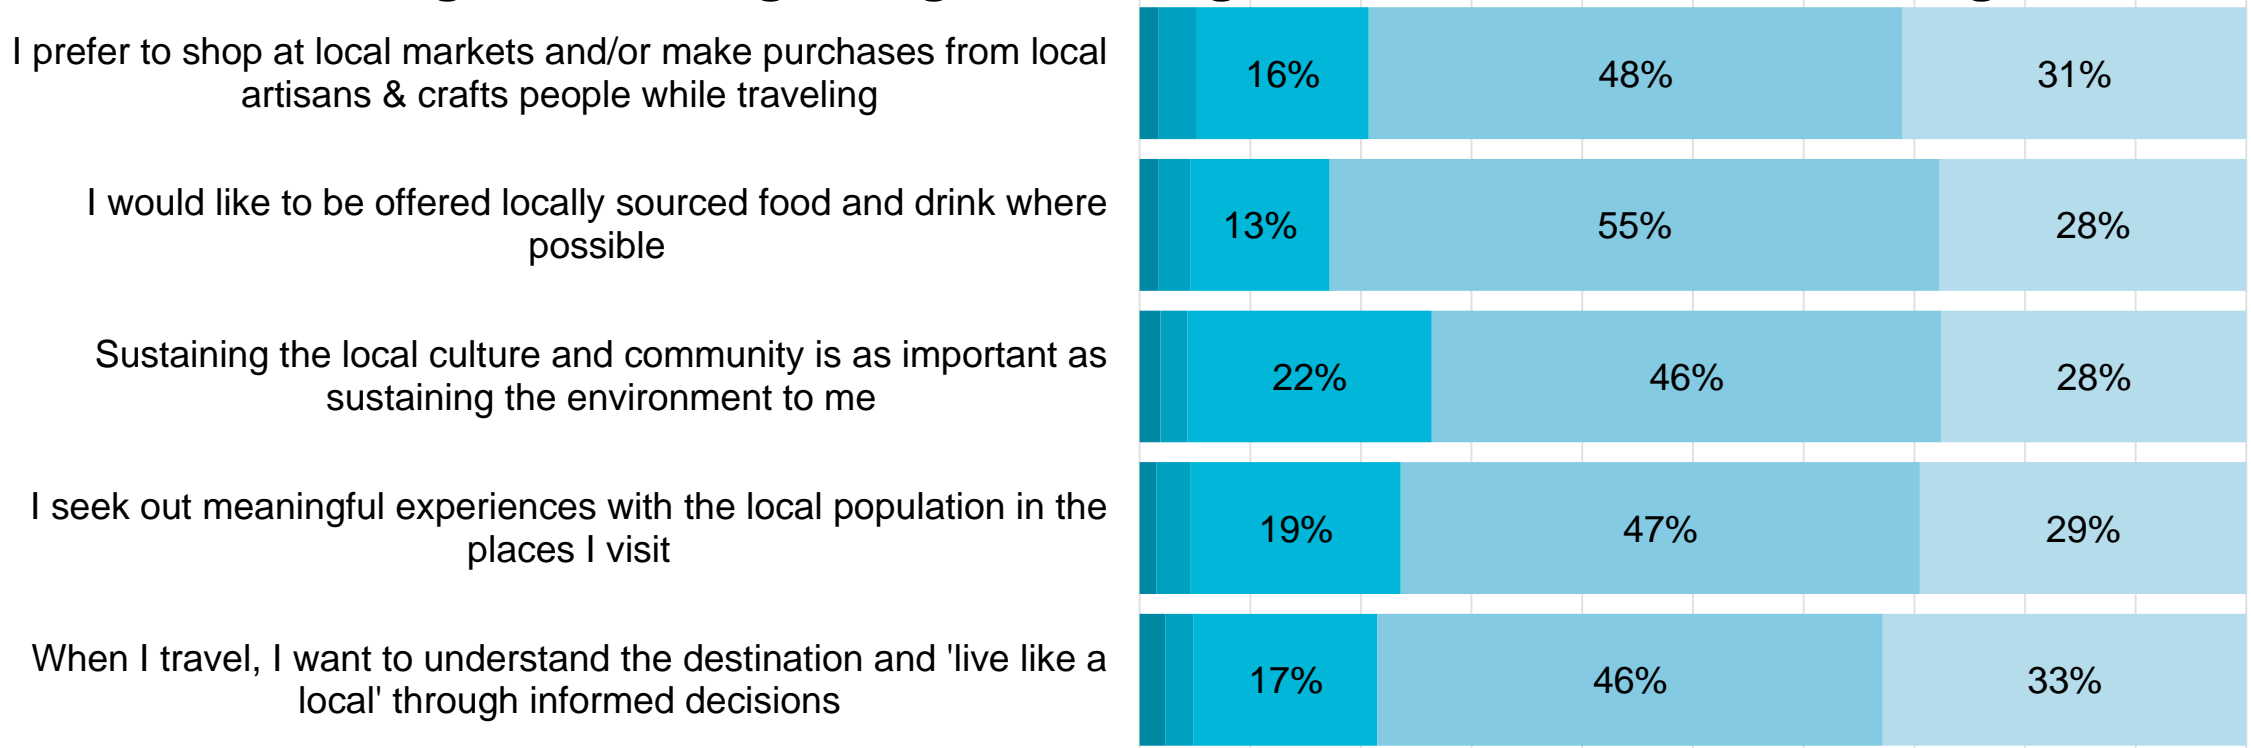 I prefer to shop at local markets and/or make purchases from local
artisans & crafts people while traveling
16% 48% 31%
I would like to be offered locally sourced food and drink where
possible
13% 55% 28%
Sustaining the local culture and community is as important as
sustaining the environment to me
22% 46% 28%
I seek out meaningful experiences with the local population in the
places I visit
19% 47% 29%
When I travel, I want to understand the destination and 'live like a
local' through informed decisions
17% 46% 33%